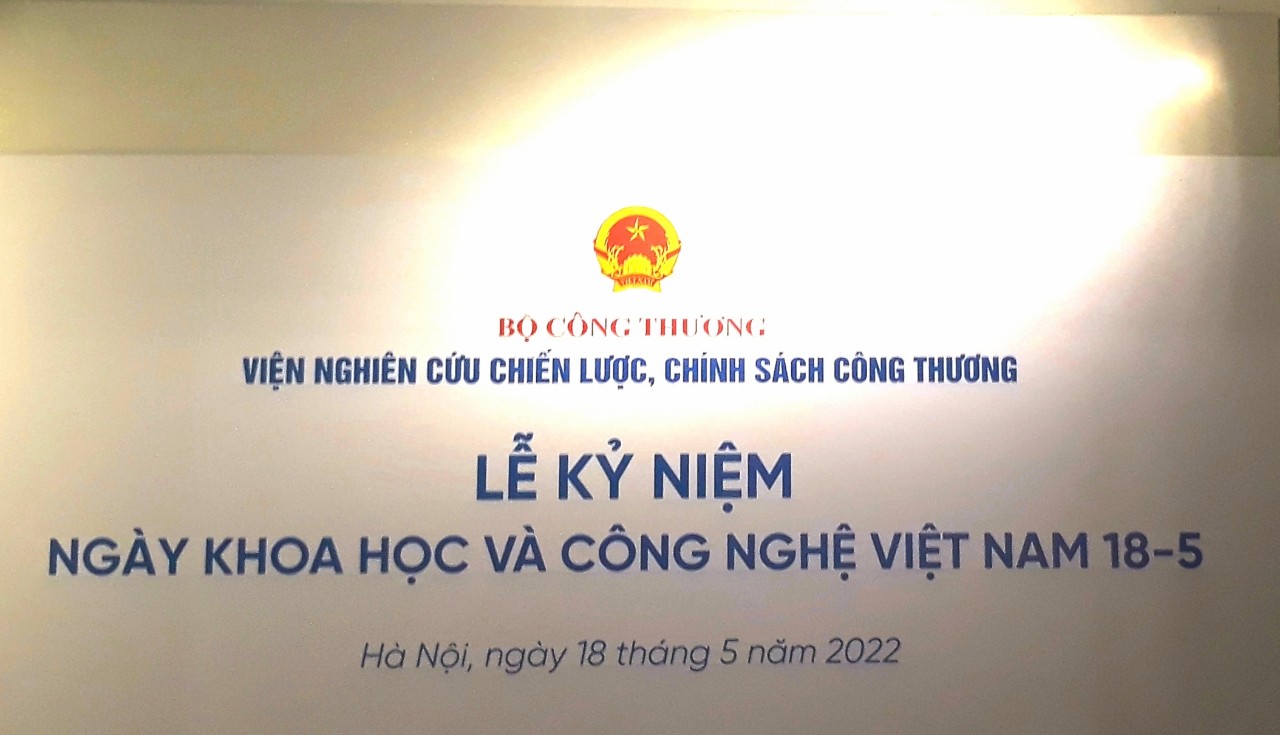 BỘ CÔNG THƯƠNG
VIỆN NGHIÊN CỨU CHIẾN LƯỢC, CHÍNH SÁCH CÔNG THƯƠNG
LỄ KỶ NIỆM
NGÀY KHOA HỌC VÀ CÔNG NGHỆ VIỆT NAM 18-5
Hà Nội, ngày 18 tháng 5 năm 2022